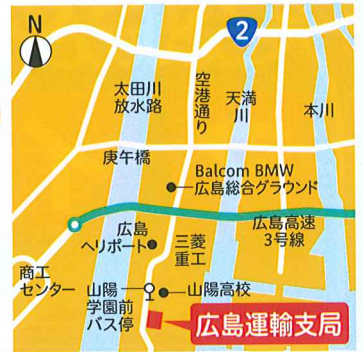 N
2
太田川
放水路
空港通り
天満
川
本川
庚午橋
Balcom BMW
広島総合グラウンド
広島
ヘリポート
三菱
重工
広島高速
3号線
商工
センター
山陽
学園前
バス停
山陽高校
広島運輸支局